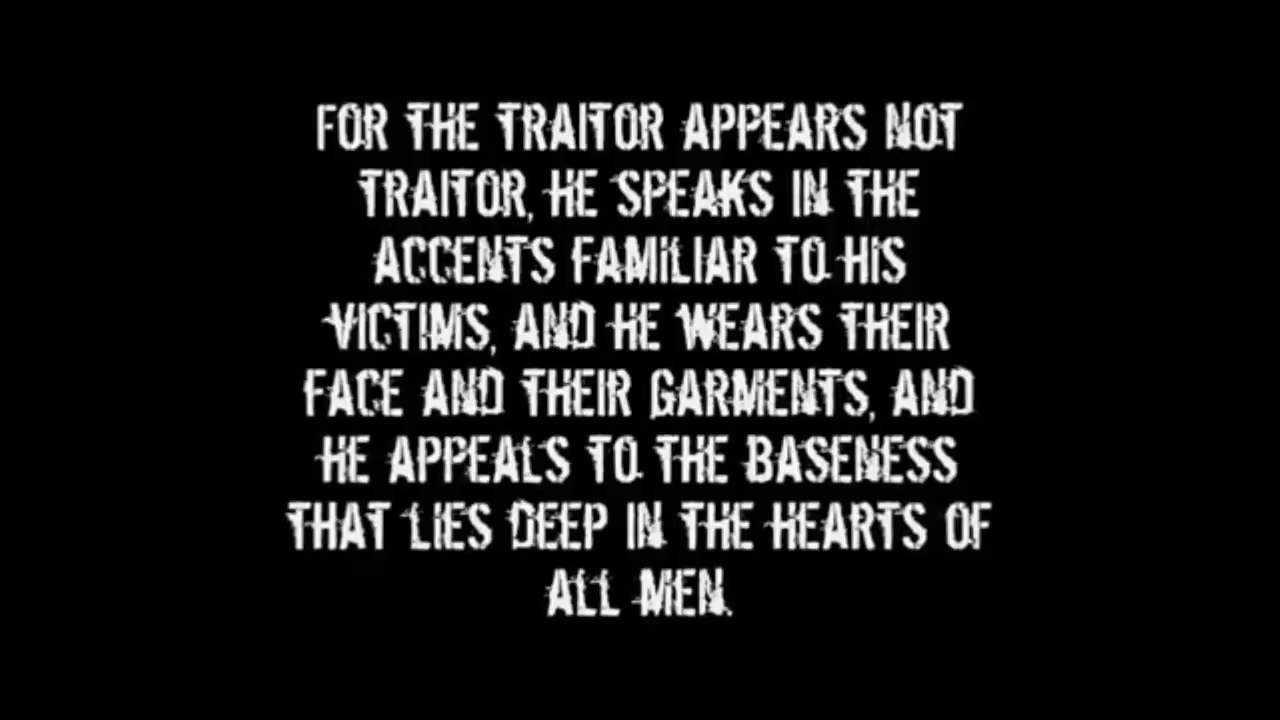 FOR THE TRAITOR APPEARS NOT
TRAITOR, HE SPEAKS IN THE
ACCENTS FAMILIAR TO HIS
VICTIMS, AND HE WEARS THEIR
FACE AND THEIR GARMENTS, AND
HE APPEALS TO THE BASENESS
THAT LIES DEEP IN THE HEARTS OF
ALL MEN.